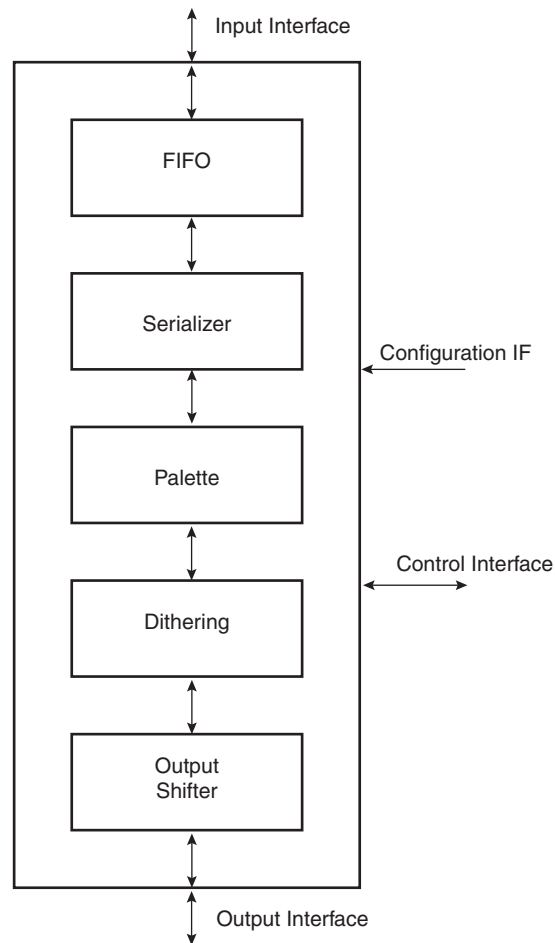 Input Interface
FIFO
Serializer
Configuration IF
Palette
Control Interface
Dithering
Output
Shifter
Output Interface